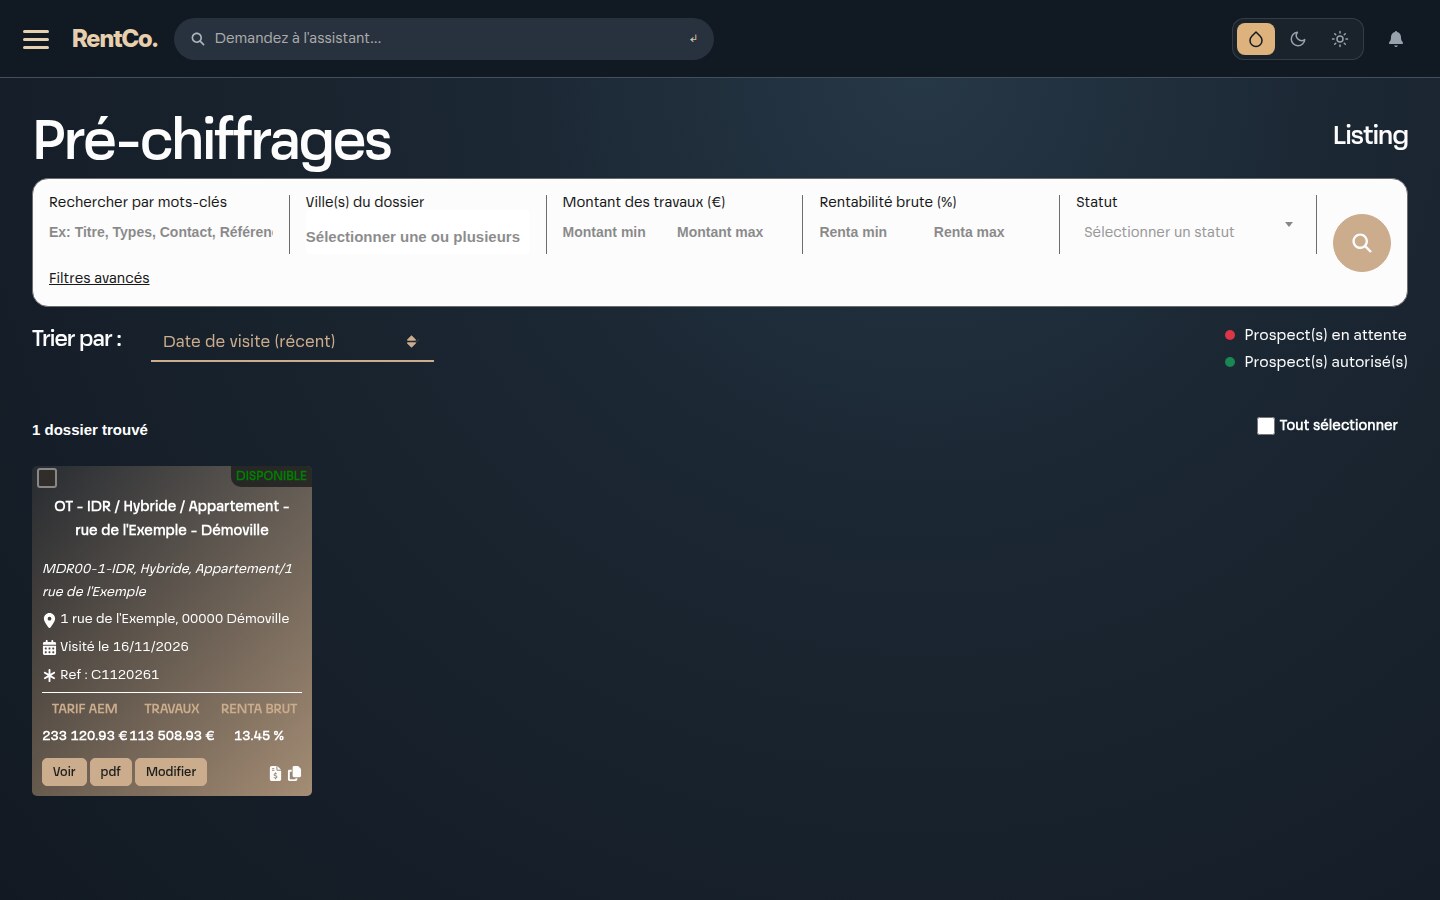 RentCo.
Demandez à l'assistant...
Pré-chiffrages
Listing
Rechercher par mots-clés
Ville(s) du dossier
Montant des travaux (€)
Rentabilité brute (%)
Statut
Ex: Titre, Types, Contact, Référen
Sélectionner une ou plusieurs
Montant min
Montant max
Renta min
Renta max
Sélectionner un statut
Filtres avancés
Trier par :
Date de visite (récent)
Prospect(s) en attente
Prospect(s) autorisé(s)
1 dossier trouvé
Tout sélectionner
DISPONIBLE
OT - IDR / Hybride / Appartement -
rue de l'Exemple - Démoville
MDR00-1-IDR, Hybride, Appartement/1
rue de l'Exemple
1 rue de l'Exemple, 00000 Démoville
Visité le 16/11/2026
Ref : C1120261
TARIF AEM TRAVAUX RENTA BRUT
233 120.93 € 113 508.93 € 13.45 %
Voir pdf Modifier